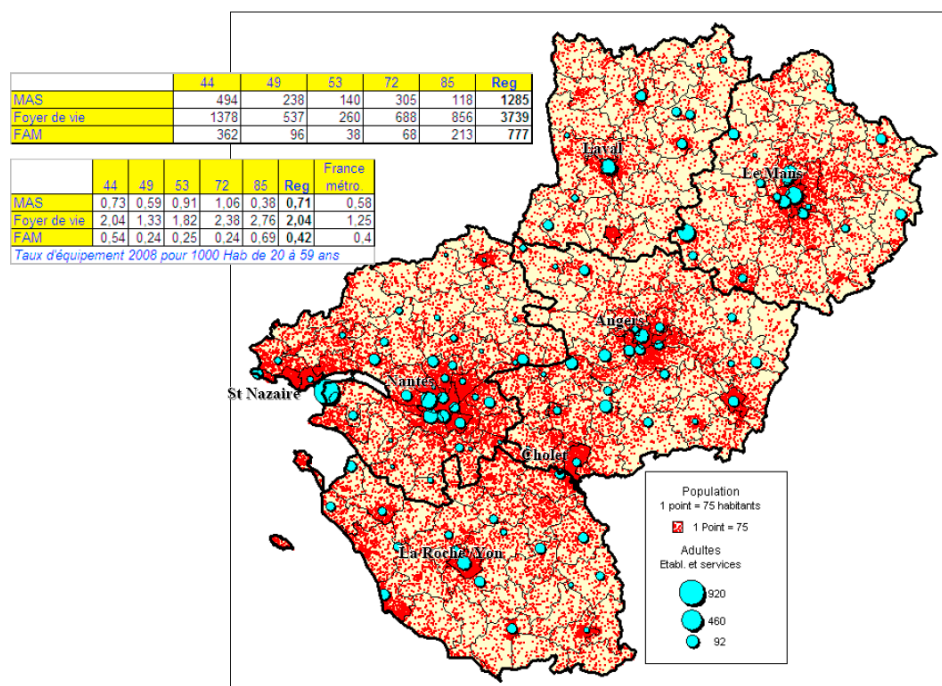 44 49 53 72 85 Reg
MAS 494 238 140 305 118 1285
Foyer de vie 1378 537 260 688 856 3739
FAM 362 96 38 68 213 777
44 49 53 72 85 Reg France métro.
MAS 0,73 0,59 0,91 1,06 0,38 0,71 0,58
Foyer de vie 2,04 1,33 1,82 2,38 2,76 2,04 1,25
FAM 0,54 0,24 0,25 0,24 0,69 0,42 0,4
Taux d'équipement 2008 pour 1000 Hab de 20 à 59 ans
Laval
Le Mans
Angers
Nantes
St Nazaire
Cholet
La Roche/Yon
Population
1 point = 75 habitants
1 Point = 75
Adultes
Etabl. et services
920
460
92